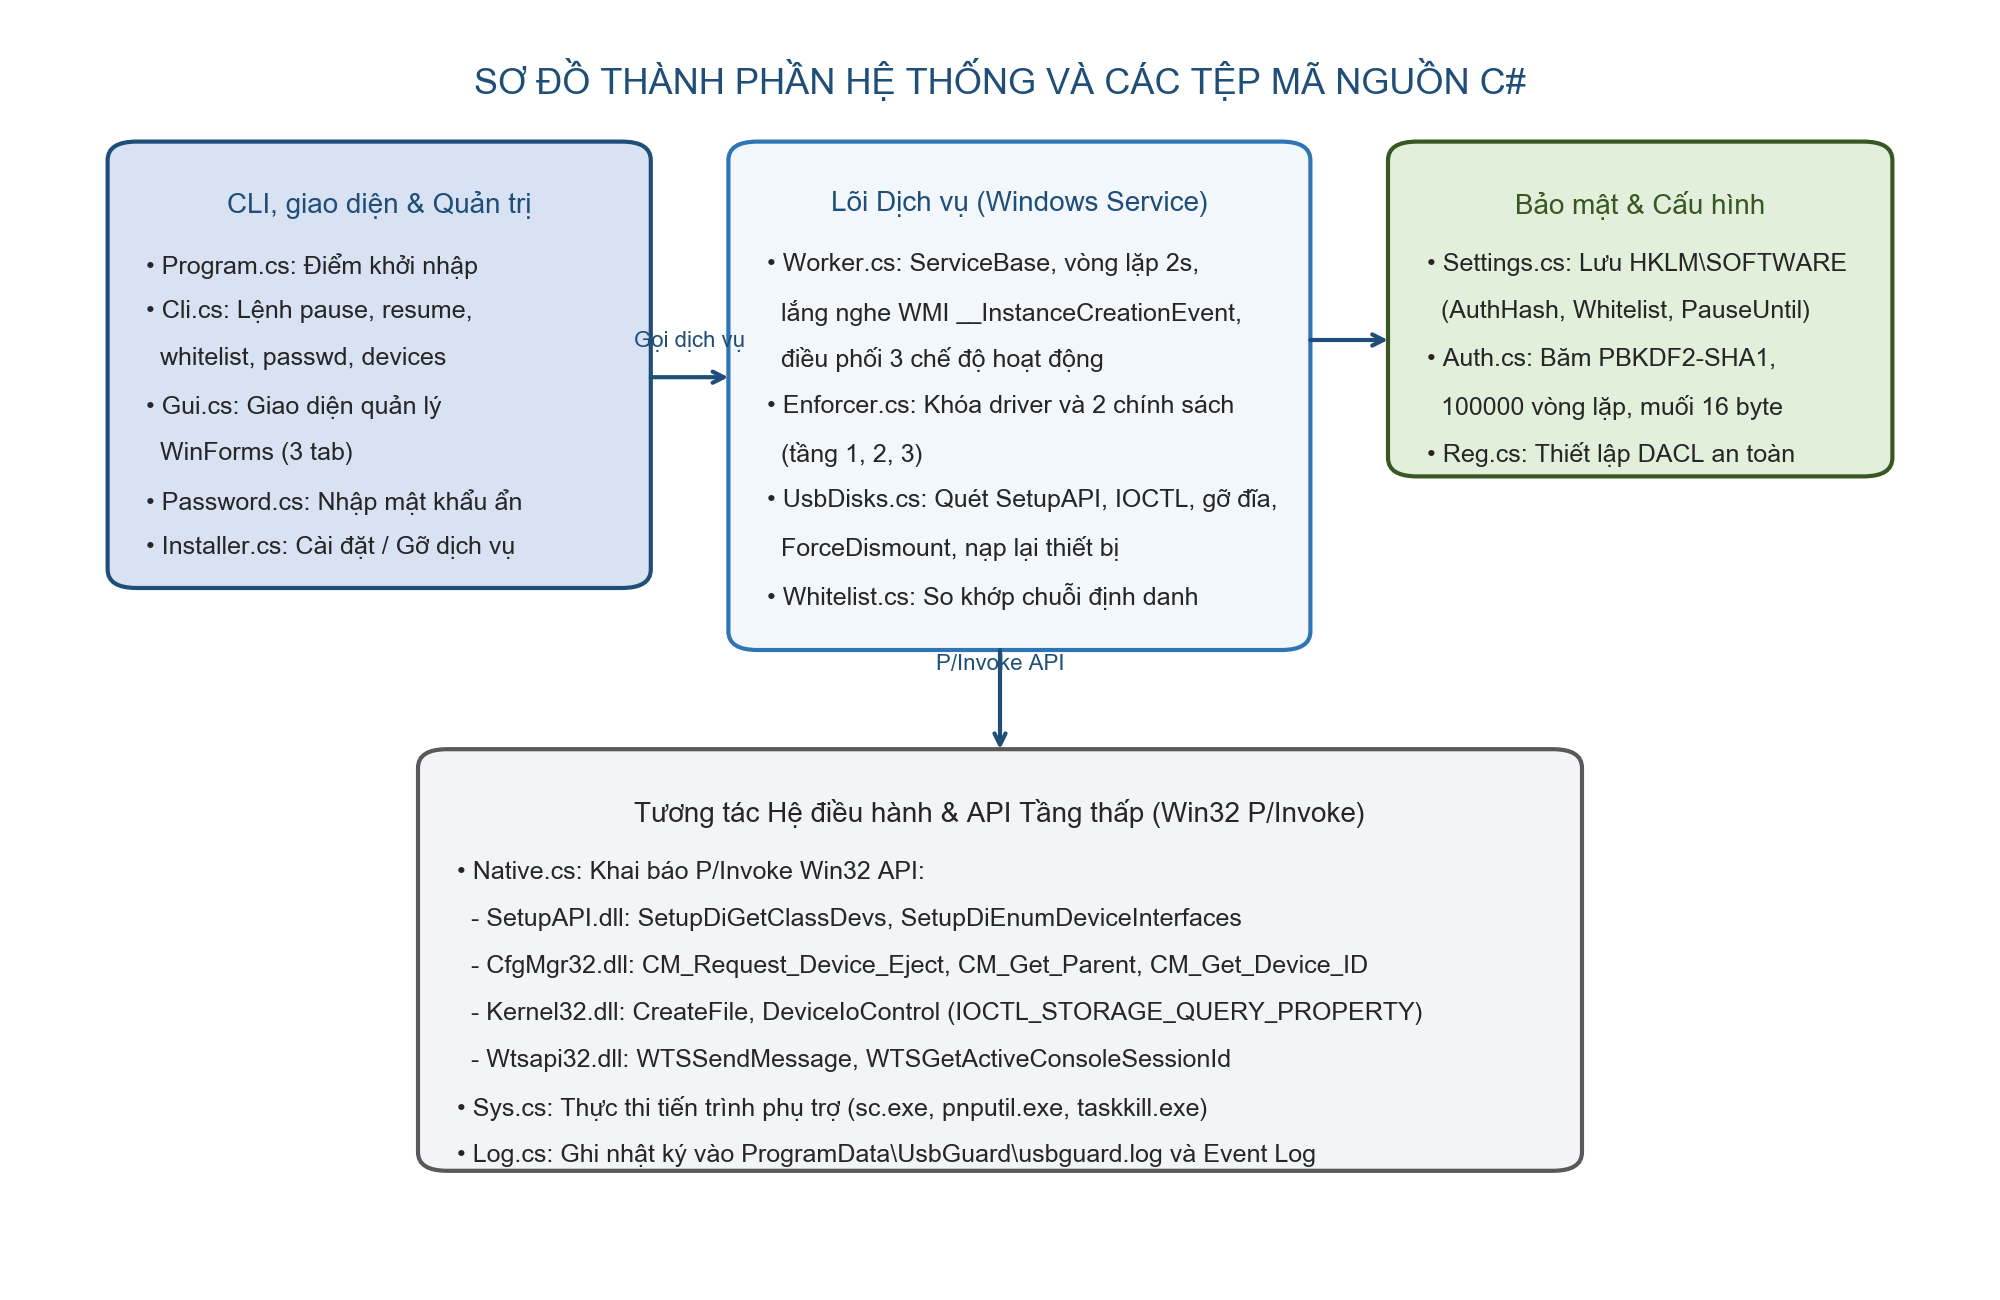 SƠ ĐỒ THÀNH PHẦN HỆ THỐNG VÀ CÁC TỆP MÃ NGUỒN C#
CLI, giao diện & Quản trị
• Program.cs: Điểm khởi nhập
• Cli.cs: Lệnh pause, resume,
whitelist, passwd, devices
• Gui.cs: Giao diện quản lý
WinForms (3 tab)
• Password.cs: Nhập mật khẩu ẩn
• Installer.cs: Cài đặt / Gỡ dịch vụ
Gọi dịch vụ
Lõi Dịch vụ (Windows Service)
• Worker.cs: ServiceBase, vòng lặp 2s,
lắng nghe WMI __InstanceCreationEvent,
điều phối 3 chế độ hoạt động
• Enforcer.cs: Khóa driver và 2 chính sách
(tầng 1, 2, 3)
• UsbDisks.cs: Quét SetupAPI, IOCTL, gỡ đĩa,
ForceDismount, nạp lại thiết bị
• Whitelist.cs: So khớp chuỗi định danh
Bảo mật & Cấu hình
• Settings.cs: Lưu HKLM\SOFTWARE
(AuthHash, Whitelist, PauseUntil)
• Auth.cs: Băm PBKDF2-SHA1,
100000 vòng lặp, muối 16 byte
• Reg.cs: Thiết lập DACL an toàn
P/Invoke API
Tương tác Hệ điều hành & API Tầng thấp (Win32 P/Invoke)
• Native.cs: Khai báo P/Invoke Win32 API:
- SetupAPI.dll: SetupDiGetClassDevs, SetupDiEnumDeviceInterfaces
- CfgMgr32.dll: CM_Request_Device_Eject, CM_Get_Parent, CM_Get_Device_ID
- Kernel32.dll: CreateFile, DeviceIoControl (IOCTL_STORAGE_QUERY_PROPERTY)
- Wtsapi32.dll: WTSSendMessage, WTSGetActiveConsoleSessionId
• Sys.cs: Thực thi tiến trình phụ trợ (sc.exe, pnputil.exe, taskkill.exe)
• Log.cs: Ghi nhật ký vào ProgramData\UsbGuard\usbguard.log và Event Log